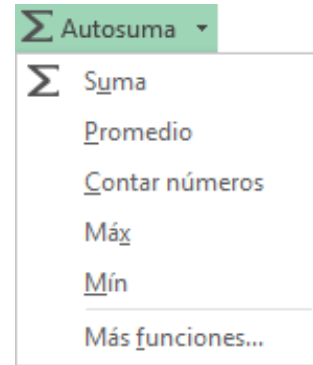 Σ Autosuma
Σ Suma
Promedio
Contar números
Máx
Mín
Más funciones...